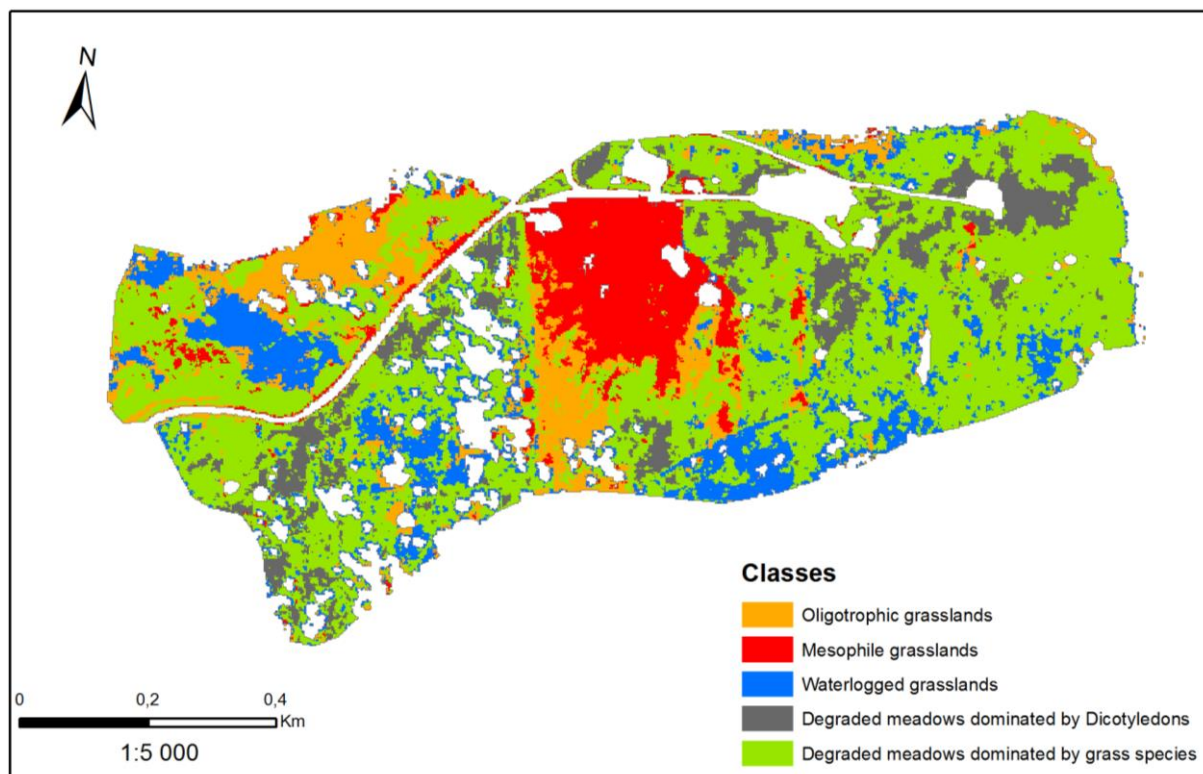 N
Classes
Oligotrophic grasslands
Mesophile grasslands
Waterlogged grasslands
Degraded meadows dominated by Dicotyledons
Degraded meadows dominated by grass species
0 0,2 0,4
Km
1:5 000